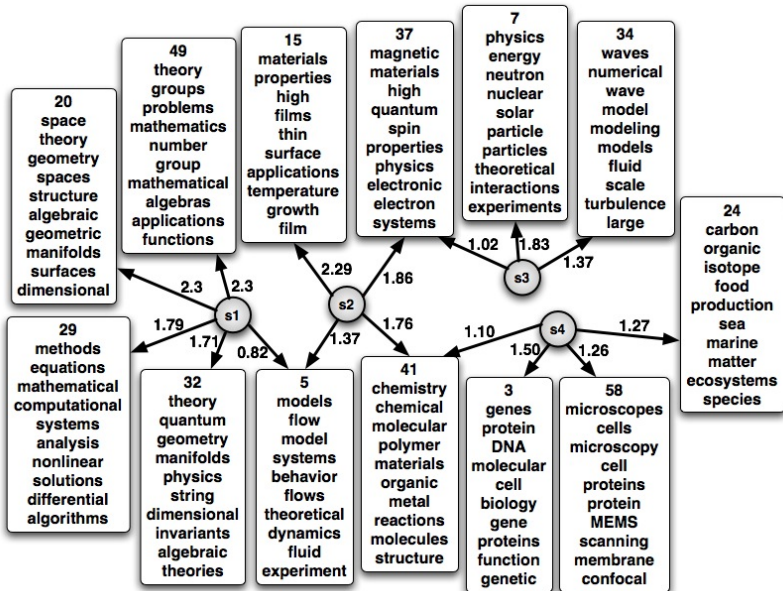 20
space
theory
geometry
spaces
structure
algebraic
geometric
manifolds
surfaces
dimensional
49
theory
groups
problems
mathematics
number
group
mathematical
algebras
applications
functions
15
materials
properties
high
films
thin
surface
applications
temperature
growth
film
37
magnetic
materials
high
quantum
spin
properties
physics
electronic
electron
systems
7
physics
energy
neutron
nuclear
solar
particle
particles
theoretical
interactions
experiments
34
waves
numerical
wave
model
modeling
models
fluid
scale
turbulence
large
24
carbon
organic
isotope
food
production
sea
marine
matter
ecosystems
species
2.3
2.3
s1
1.79
1.71
0.82
2.29
1.86
s2
1.37
1.76
1.02
1.83
1.37
s3
s4
1.10
1.50
1.26
1.27
29
methods
equations
mathematical
computational
systems
analysis
nonlinear
solutions
differential
algorithms
32
theory
quantum
geometry
manifolds
physics
string
dimensional
invariants
algebraic
theories
5
models
flow
model
systems
behavior
flows
theoretical
dynamics
fluid
experiment
41
chemistry
chemical
molecular
polymer
materials
organic
metal
reactions
molecules
structure
3
genes
protein
DNA
molecular
cell
biology
gene
proteins
function
genetic
58
microscopes
cells
microscopy
cell
proteins
protein
MEMS
scanning
membrane
confocal